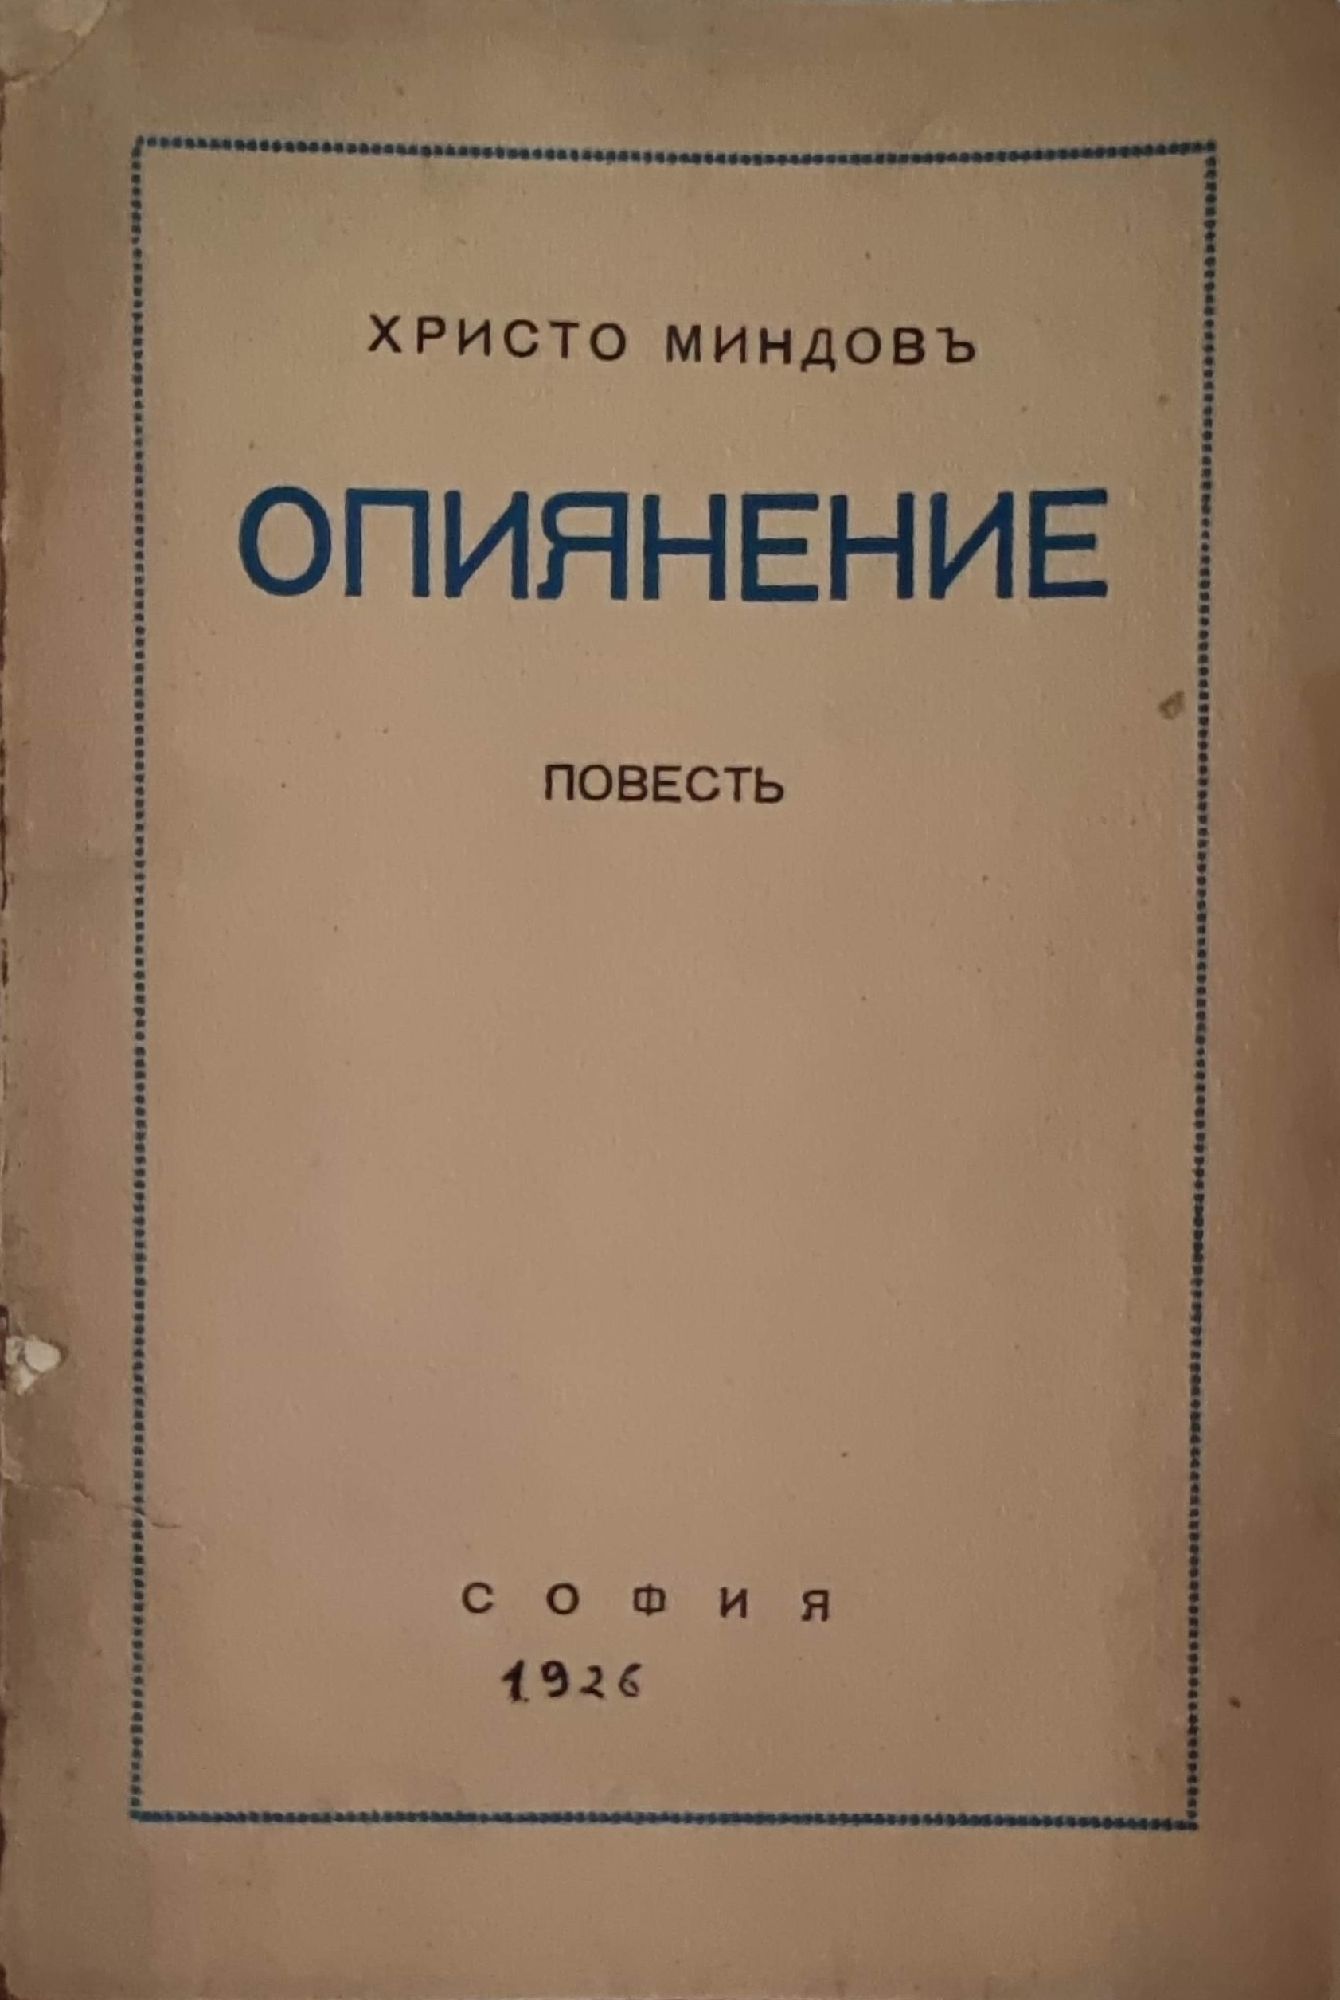 ХРИСТО МИНДОВЪ
ОПИЯНЕНИЕ
ПОВЕСТЬ
СОФИЯ
1926